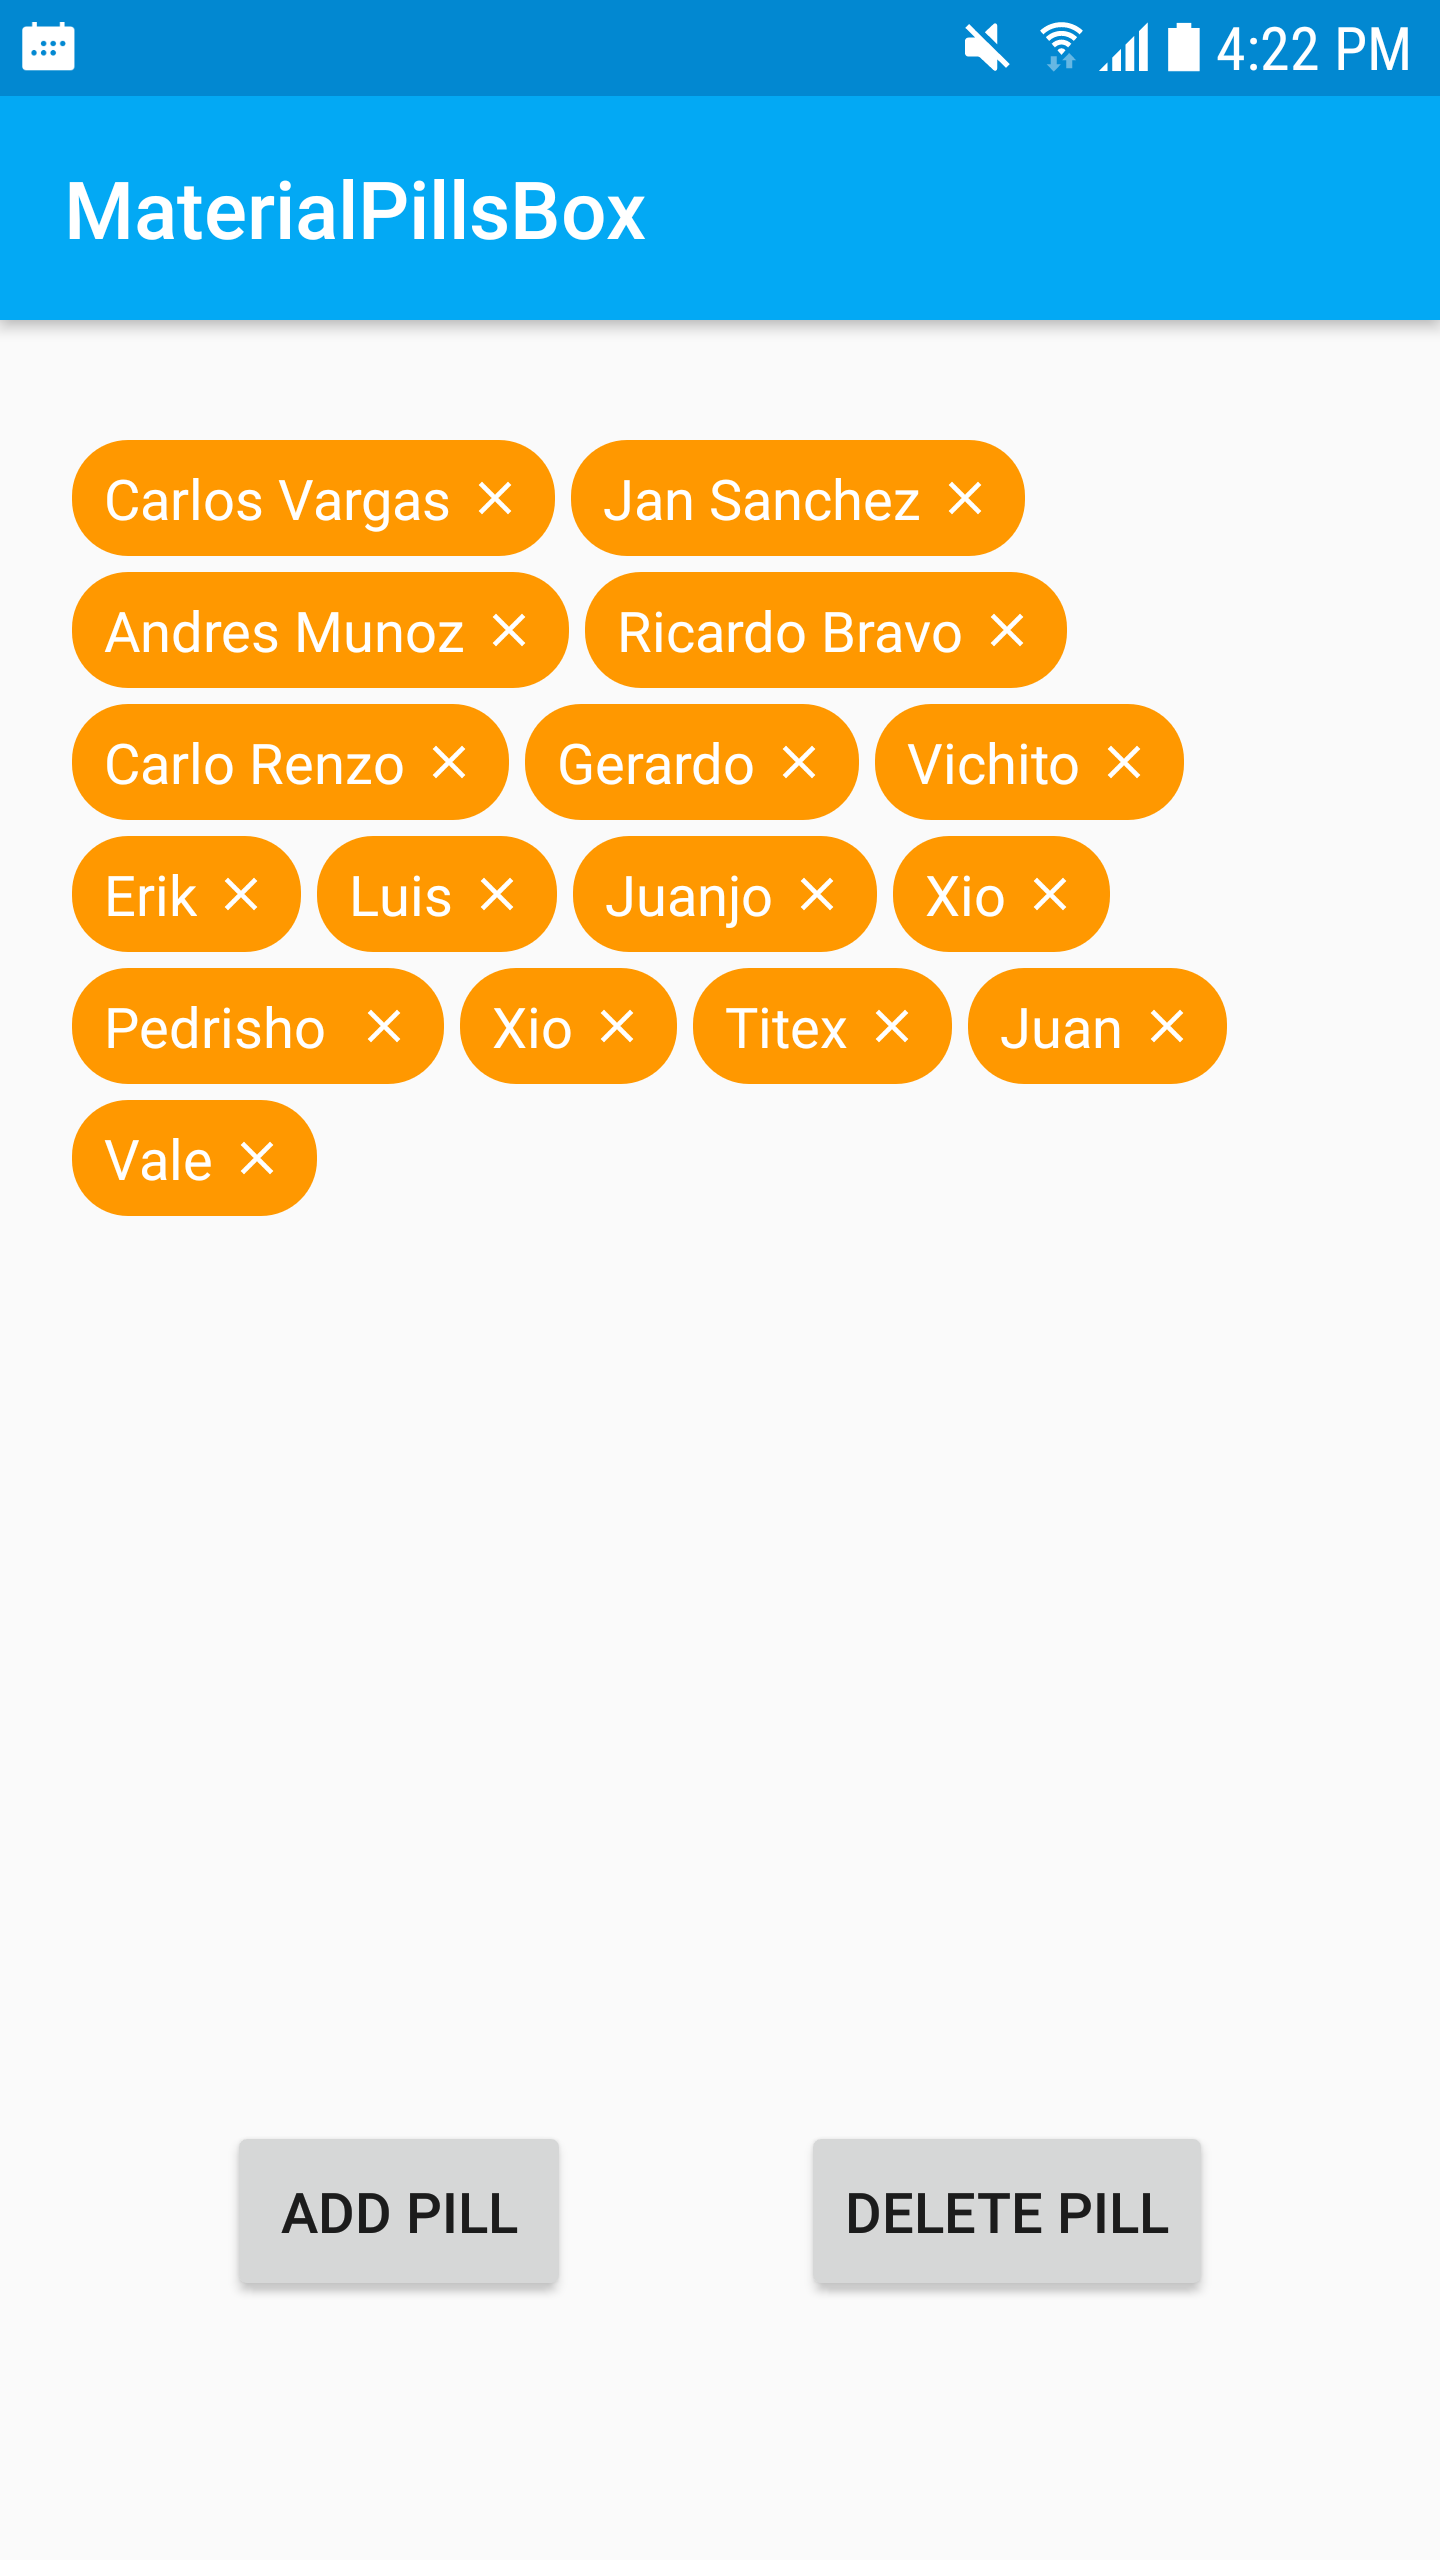 4:22 PM
MaterialPillsBox
Carlos Vargas Jan Sanchez
Andres Munoz Ricardo Bravo
Carlo Renzo Gerardo Vichito
Erik Luis Juanjo Xio
Pedrisho Xio Titex Juan
Vale
ADD PILL DELETE PILL